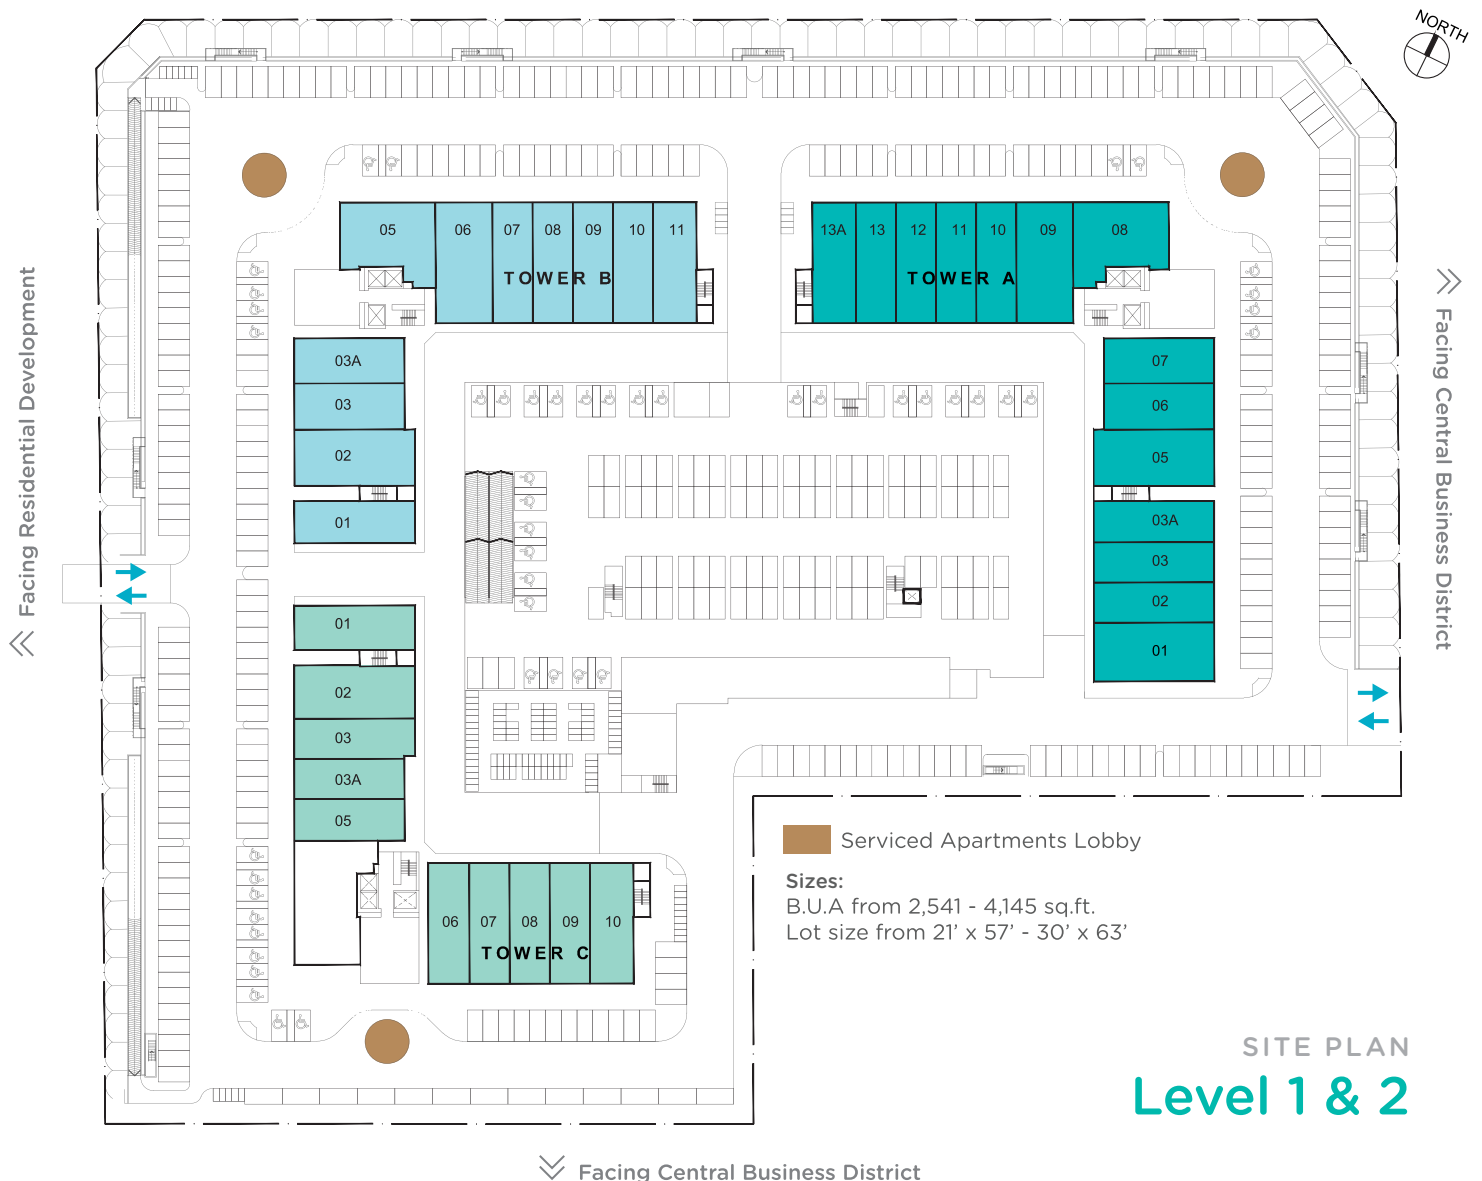 NORTH
05 06 07 08 09 10 11
TOWER B
13A 13 12 11 10 09 08
TOWER A
03A
03
02
01
07
06
05
03A
03
02
01
01
02
03
03A
05
06 07 08 09 10
TOWER C
Facing Residential Development
Facing Central Business District
Serviced Apartments Lobby
Sizes:
B.U.A from 2,541 - 4,145 sq.ft.
Lot size from 21’ x 57’ - 30’ x 63’
SITE PLAN
Level 1 & 2
Facing Central Business District